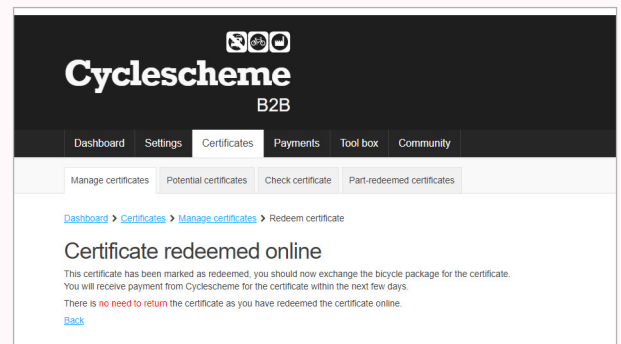 Cyclescheme
B2B
Dashboard Settings Certificates Payments Tool box Community
Manage certificates Potential certificates Check certificate Part-redeemed certificates
Dashboard > Certificates > Manage certificates > Redeem certificate
Certificate redeemed online
This certificate has been marked as redeemed, you should now exchange the bicycle package for the certificate.
You will receive payment from Cyclescheme for the certificate within the next few days.
There is no need to return the certificate as you have redeemed the certificate online.
Back